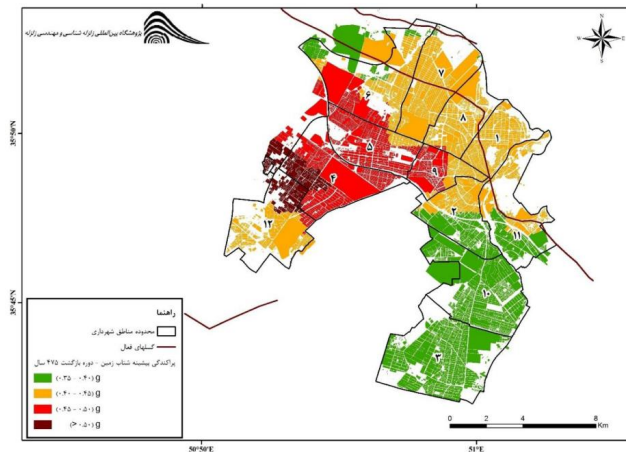 پژوهشگاه بین‌المللی زلزله شناسی و مهندسی زلزله
N
W E
S
35°50'N
35°45'N
۷
۶
۸
۱
۵
۹
۴
۲
۱۲
۱۱
۱۰
۳
راهنما
محدوده مناطق شهرداری
گسلهای فعال
پراکندگی بیشینه شتاب زمین - دوره بازگشت ۴۷۵ سال
(۰.۳۵ - ۰.۴۰) g
(۰.۴۰ - ۰.۴۵) g
(۰.۴۵ - ۰.۵۰) g
(> ۰.۵۰) g
0 2 4 6 8
Km
50°50'E
51°E